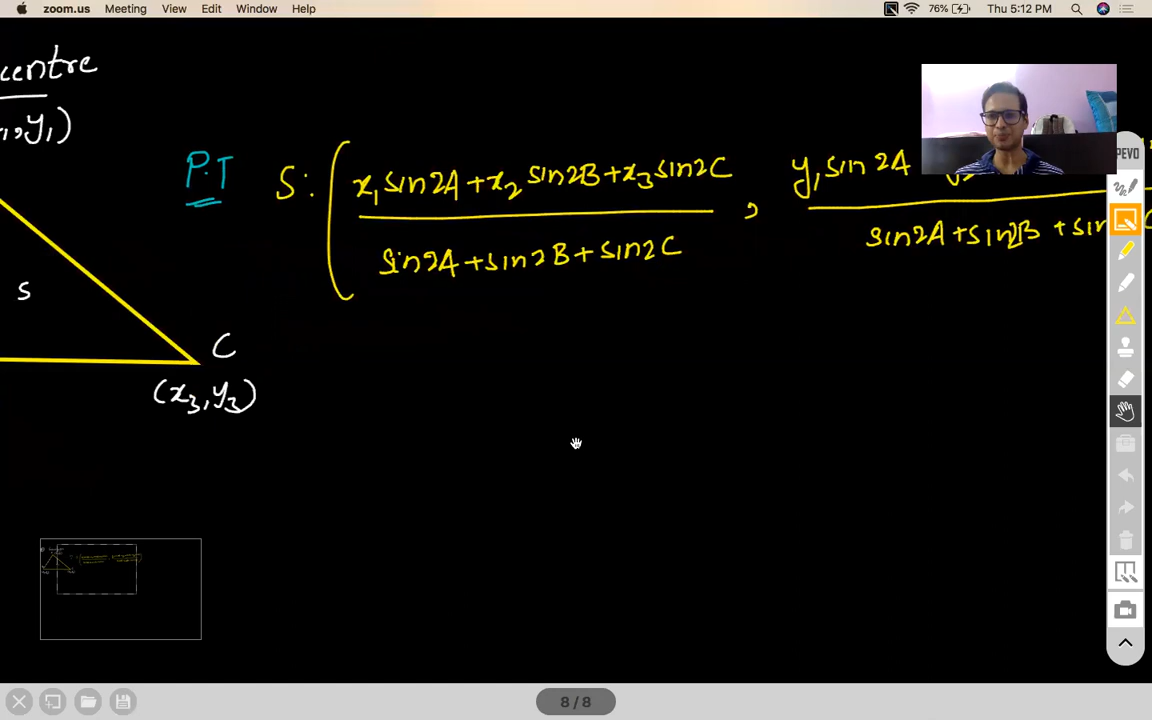 zoom.us Meeting View Edit Window Help 76% Thu 5:12 PM
centre
,y₁)
P.T S: ( x₁ sin2A + x₂ sin2B + x₃ sin2C , y₁ sin 2A
sin2A + sin2B + sin2C sin2A + sin2B + sin
S
C
(x₃, y₃)
8 / 8